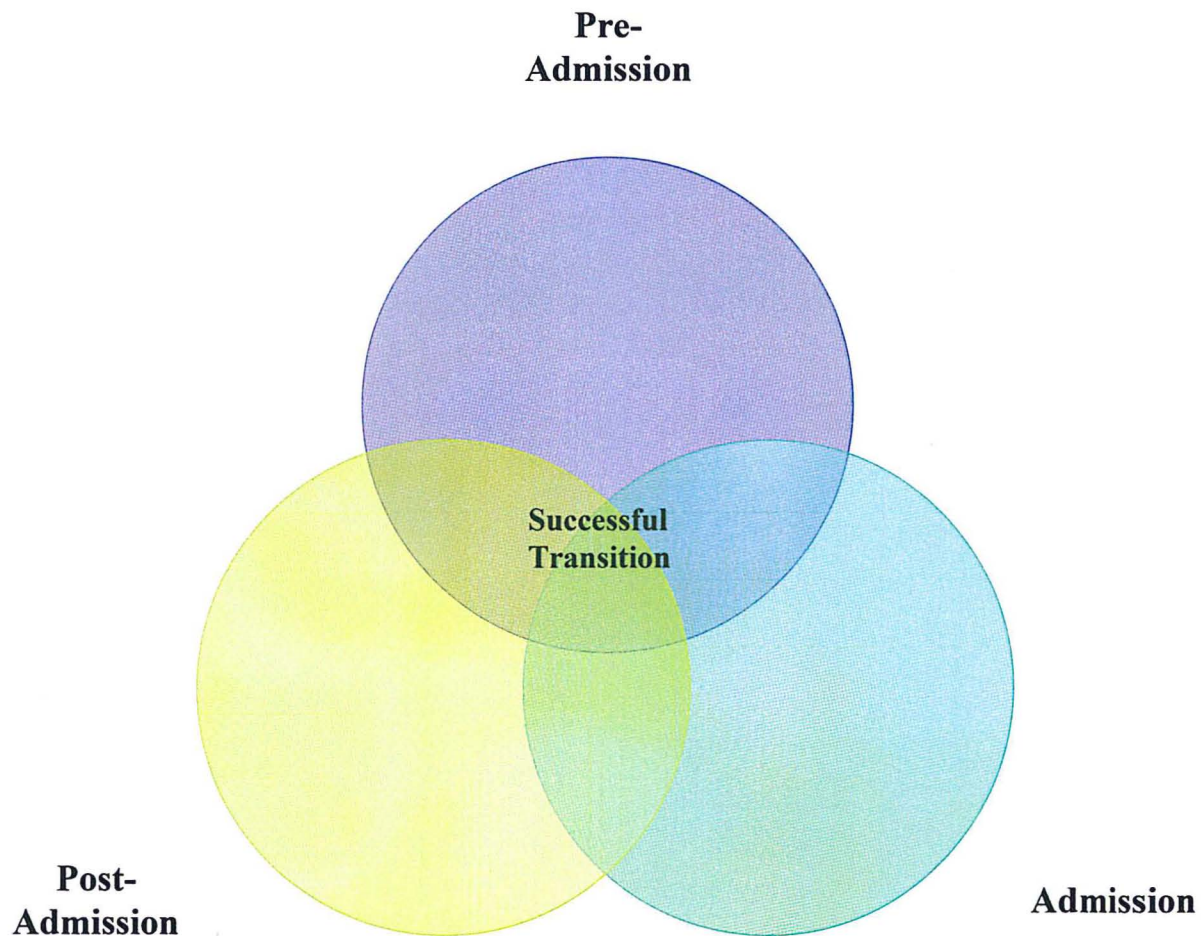 Pre-
Admission
Successful
Transition
Post-
Admission
Admission